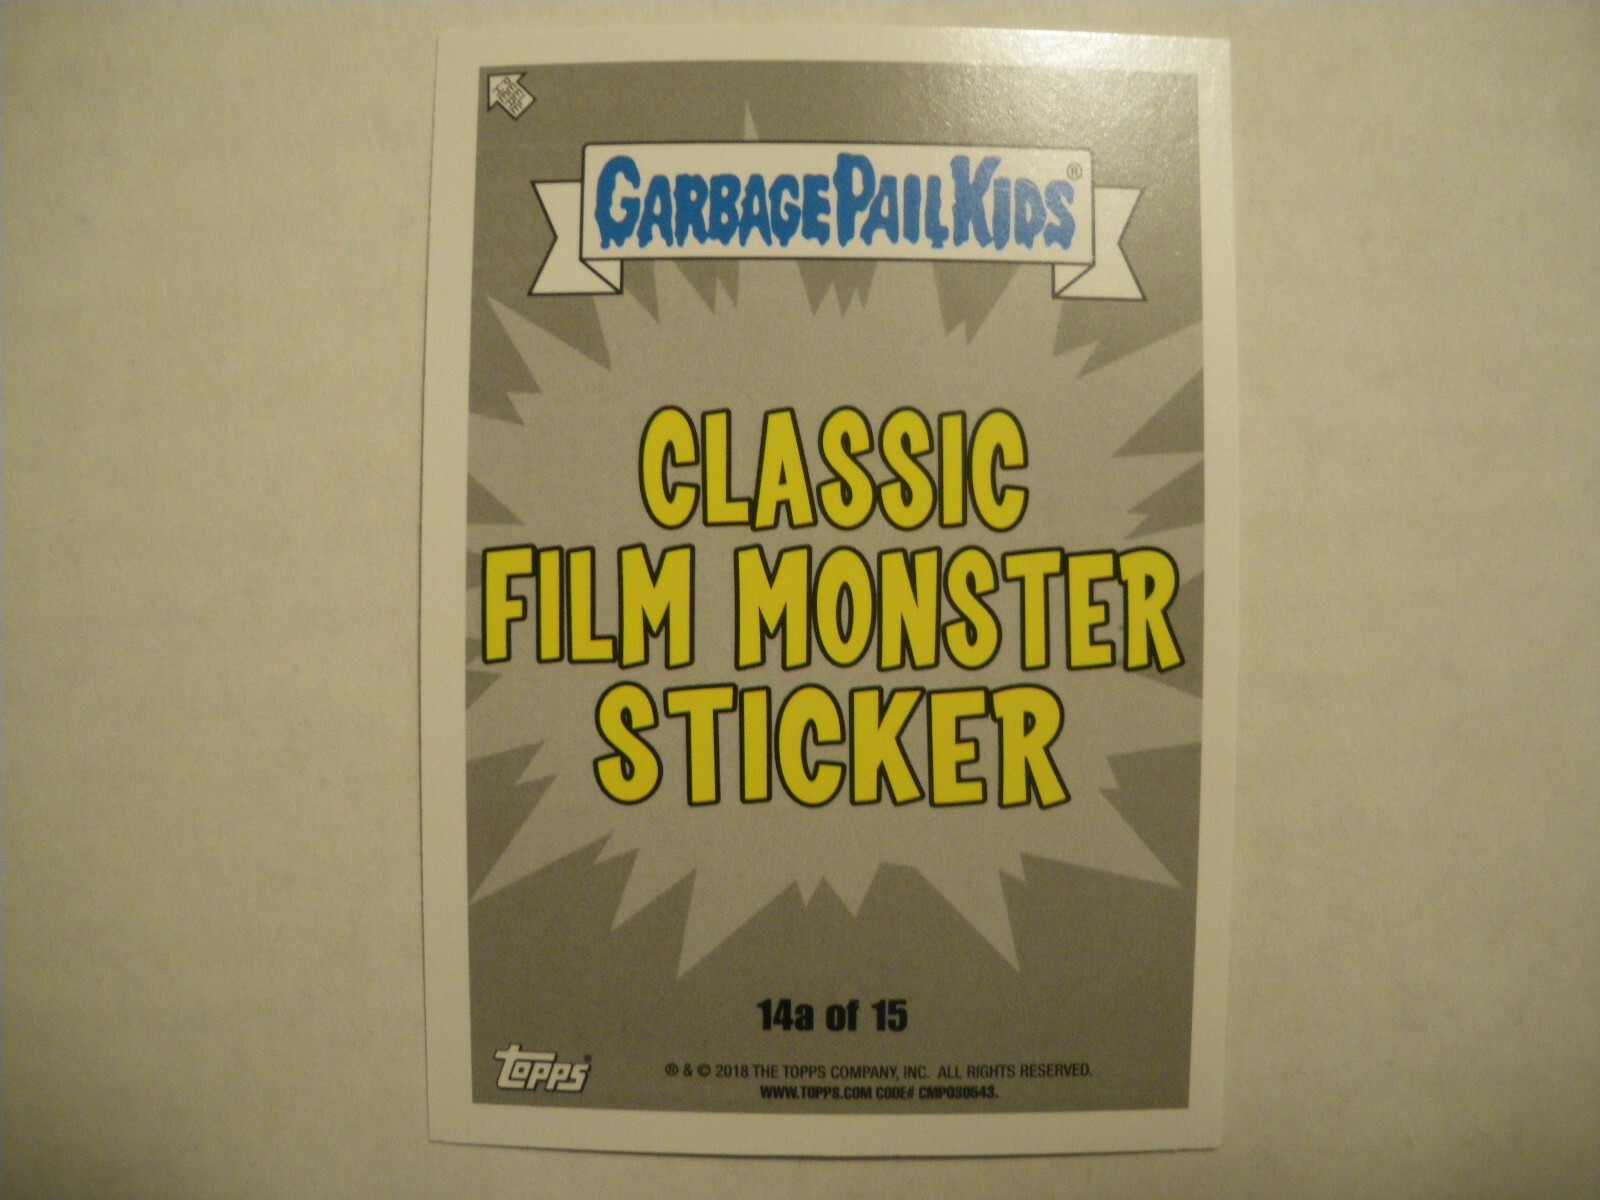 GARBAGE PAIL KIDS®
CLASSIC
FILM MONSTER
STICKER
14a of 15
topps®
® & © 2018 THE TOPPS COMPANY, INC. ALL RIGHTS RESERVED.
WWW.TOPPS.COM CODE# CMP030543.